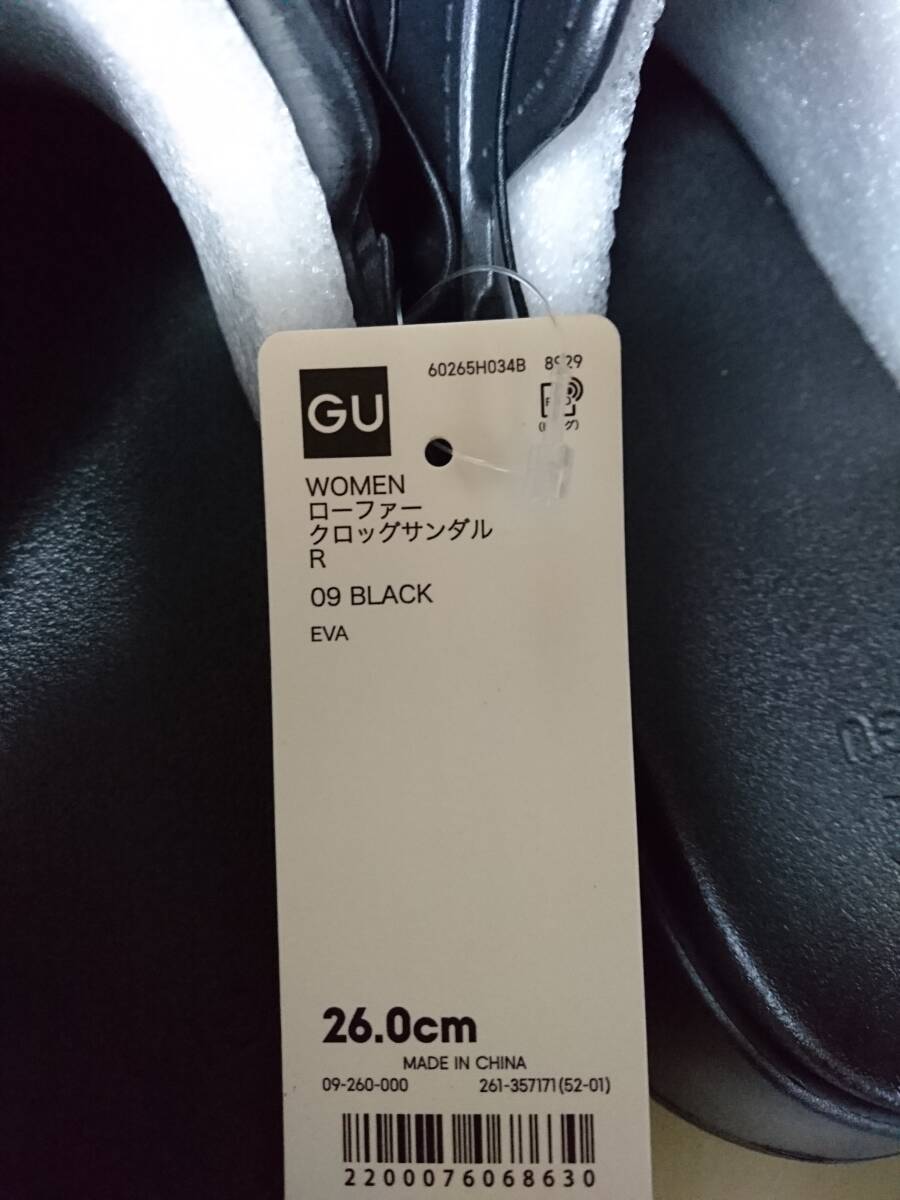 60265H034B 8929
GU
WOMEN
ローファー
クロッグサンダル
R
09 BLACK
EVA
26.0cm
MADE IN CHINA
09-260-000 261-357171(52-01)
2200076068630